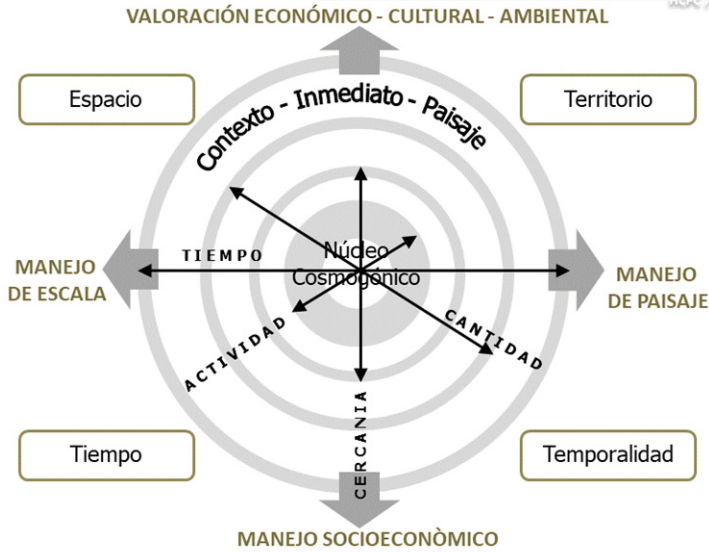 VALORACIÓN ECONÓMICO - CULTURAL - AMBIENTAL
Espacio
Territorio
Contexto - Inmediato - Paisaje
TIEMPO
Núcleo
Cosmogónico
MANEJO
DE ESCALA
MANEJO
DE PAISAJE
ACTIVIDAD
CANTIDAD
CERCANIA
Tiempo
Temporalidad
MANEJO SOCIOECONÒMICO